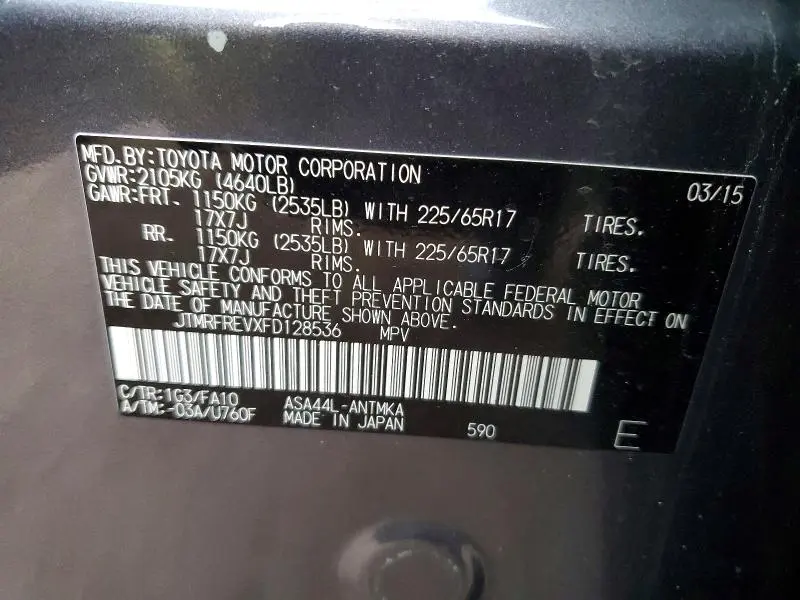 MFD. BY: TOYOTA MOTOR CORPORATION 03/15
GVWR: 2105KG (4640LB)
GAWR: FRT. 1150KG (2535LB) WITH 225/65R17 TIRES.
17X7J RIMS.
RR. 1150KG (2535LB) WITH 225/65R17 TIRES.
17X7J RIMS.
THIS VEHICLE CONFORMS TO ALL APPLICABLE FEDERAL MOTOR
VEHICLE SAFETY AND THEFT PREVENTION STANDARDS IN EFFECT ON
THE DATE OF MANUFACTURE SHOWN ABOVE.
JTMRFREVXFD128536 MPV
C/TR: 1G3/FA10 ASA44L-ANTMKA
A/TM: -03A/U760F MADE IN JAPAN 590 E